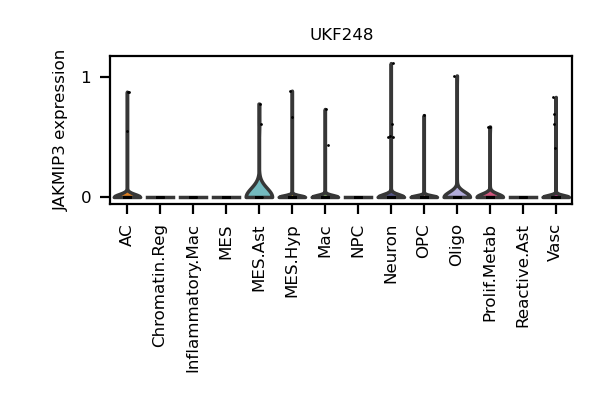 UKF248
JAKMIP3 expression
1
0
AC
Chromatin.Reg
Inflammatory.Mac
MES
MES.Ast
MES.Hyp
Mac
NPC
Neuron
OPC
Oligo
Prolif.Metab
Reactive.Ast
Vasc